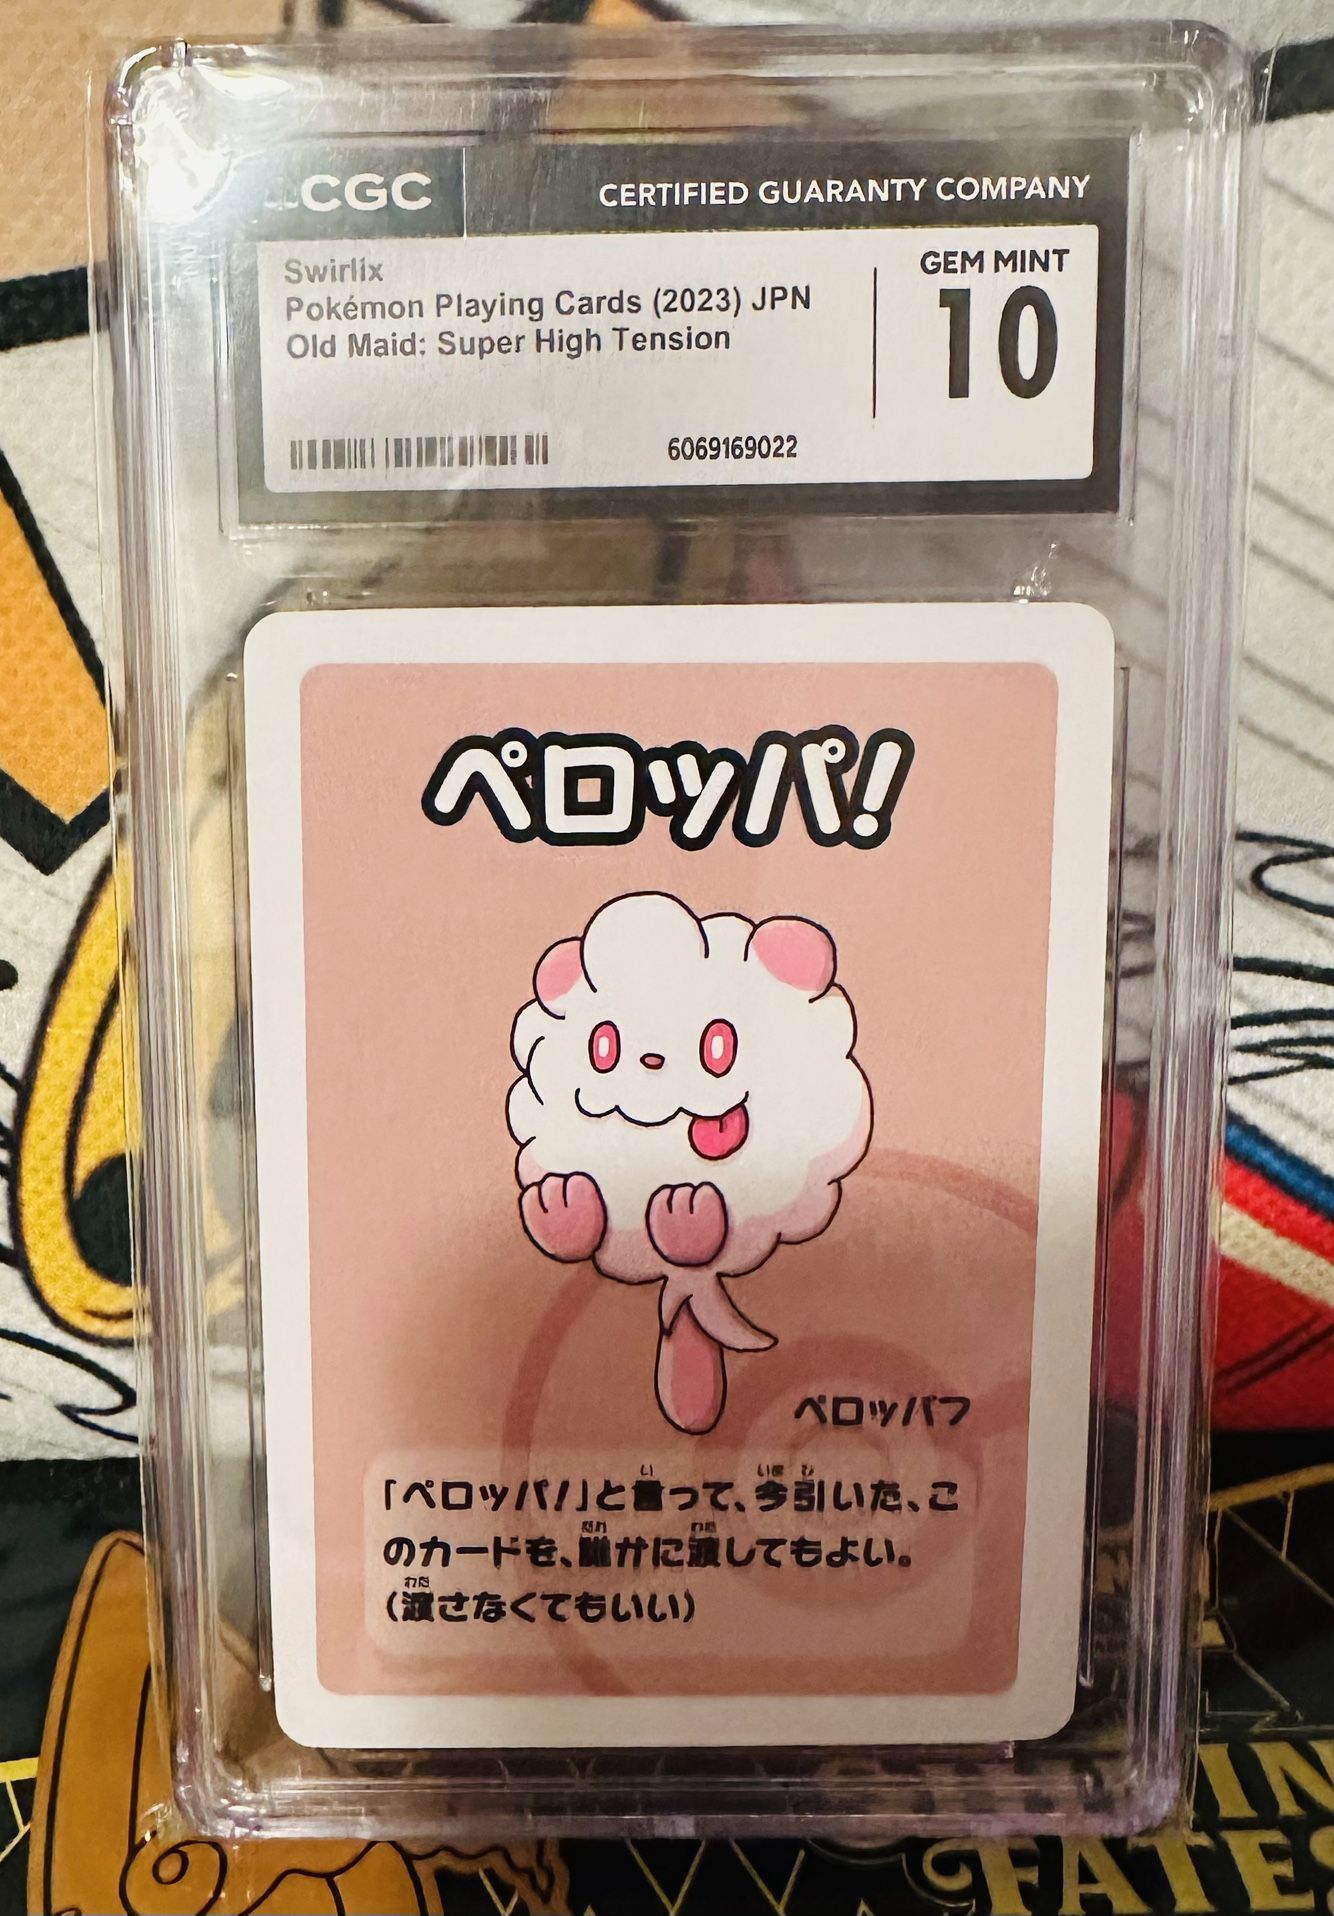 CGC
CERTIFIED GUARANTY COMPANY
Swirlix
Pokémon Playing Cards (2023) JPN
Old Maid: Super High Tension
GEM MINT
10
6069169022
ペロッパ!
ペロッパフ
「ペロッパ!」と言って、今引いた、こ
のカードを、誰かに渡してもよい。
(渡さなくてもいい)
FATES